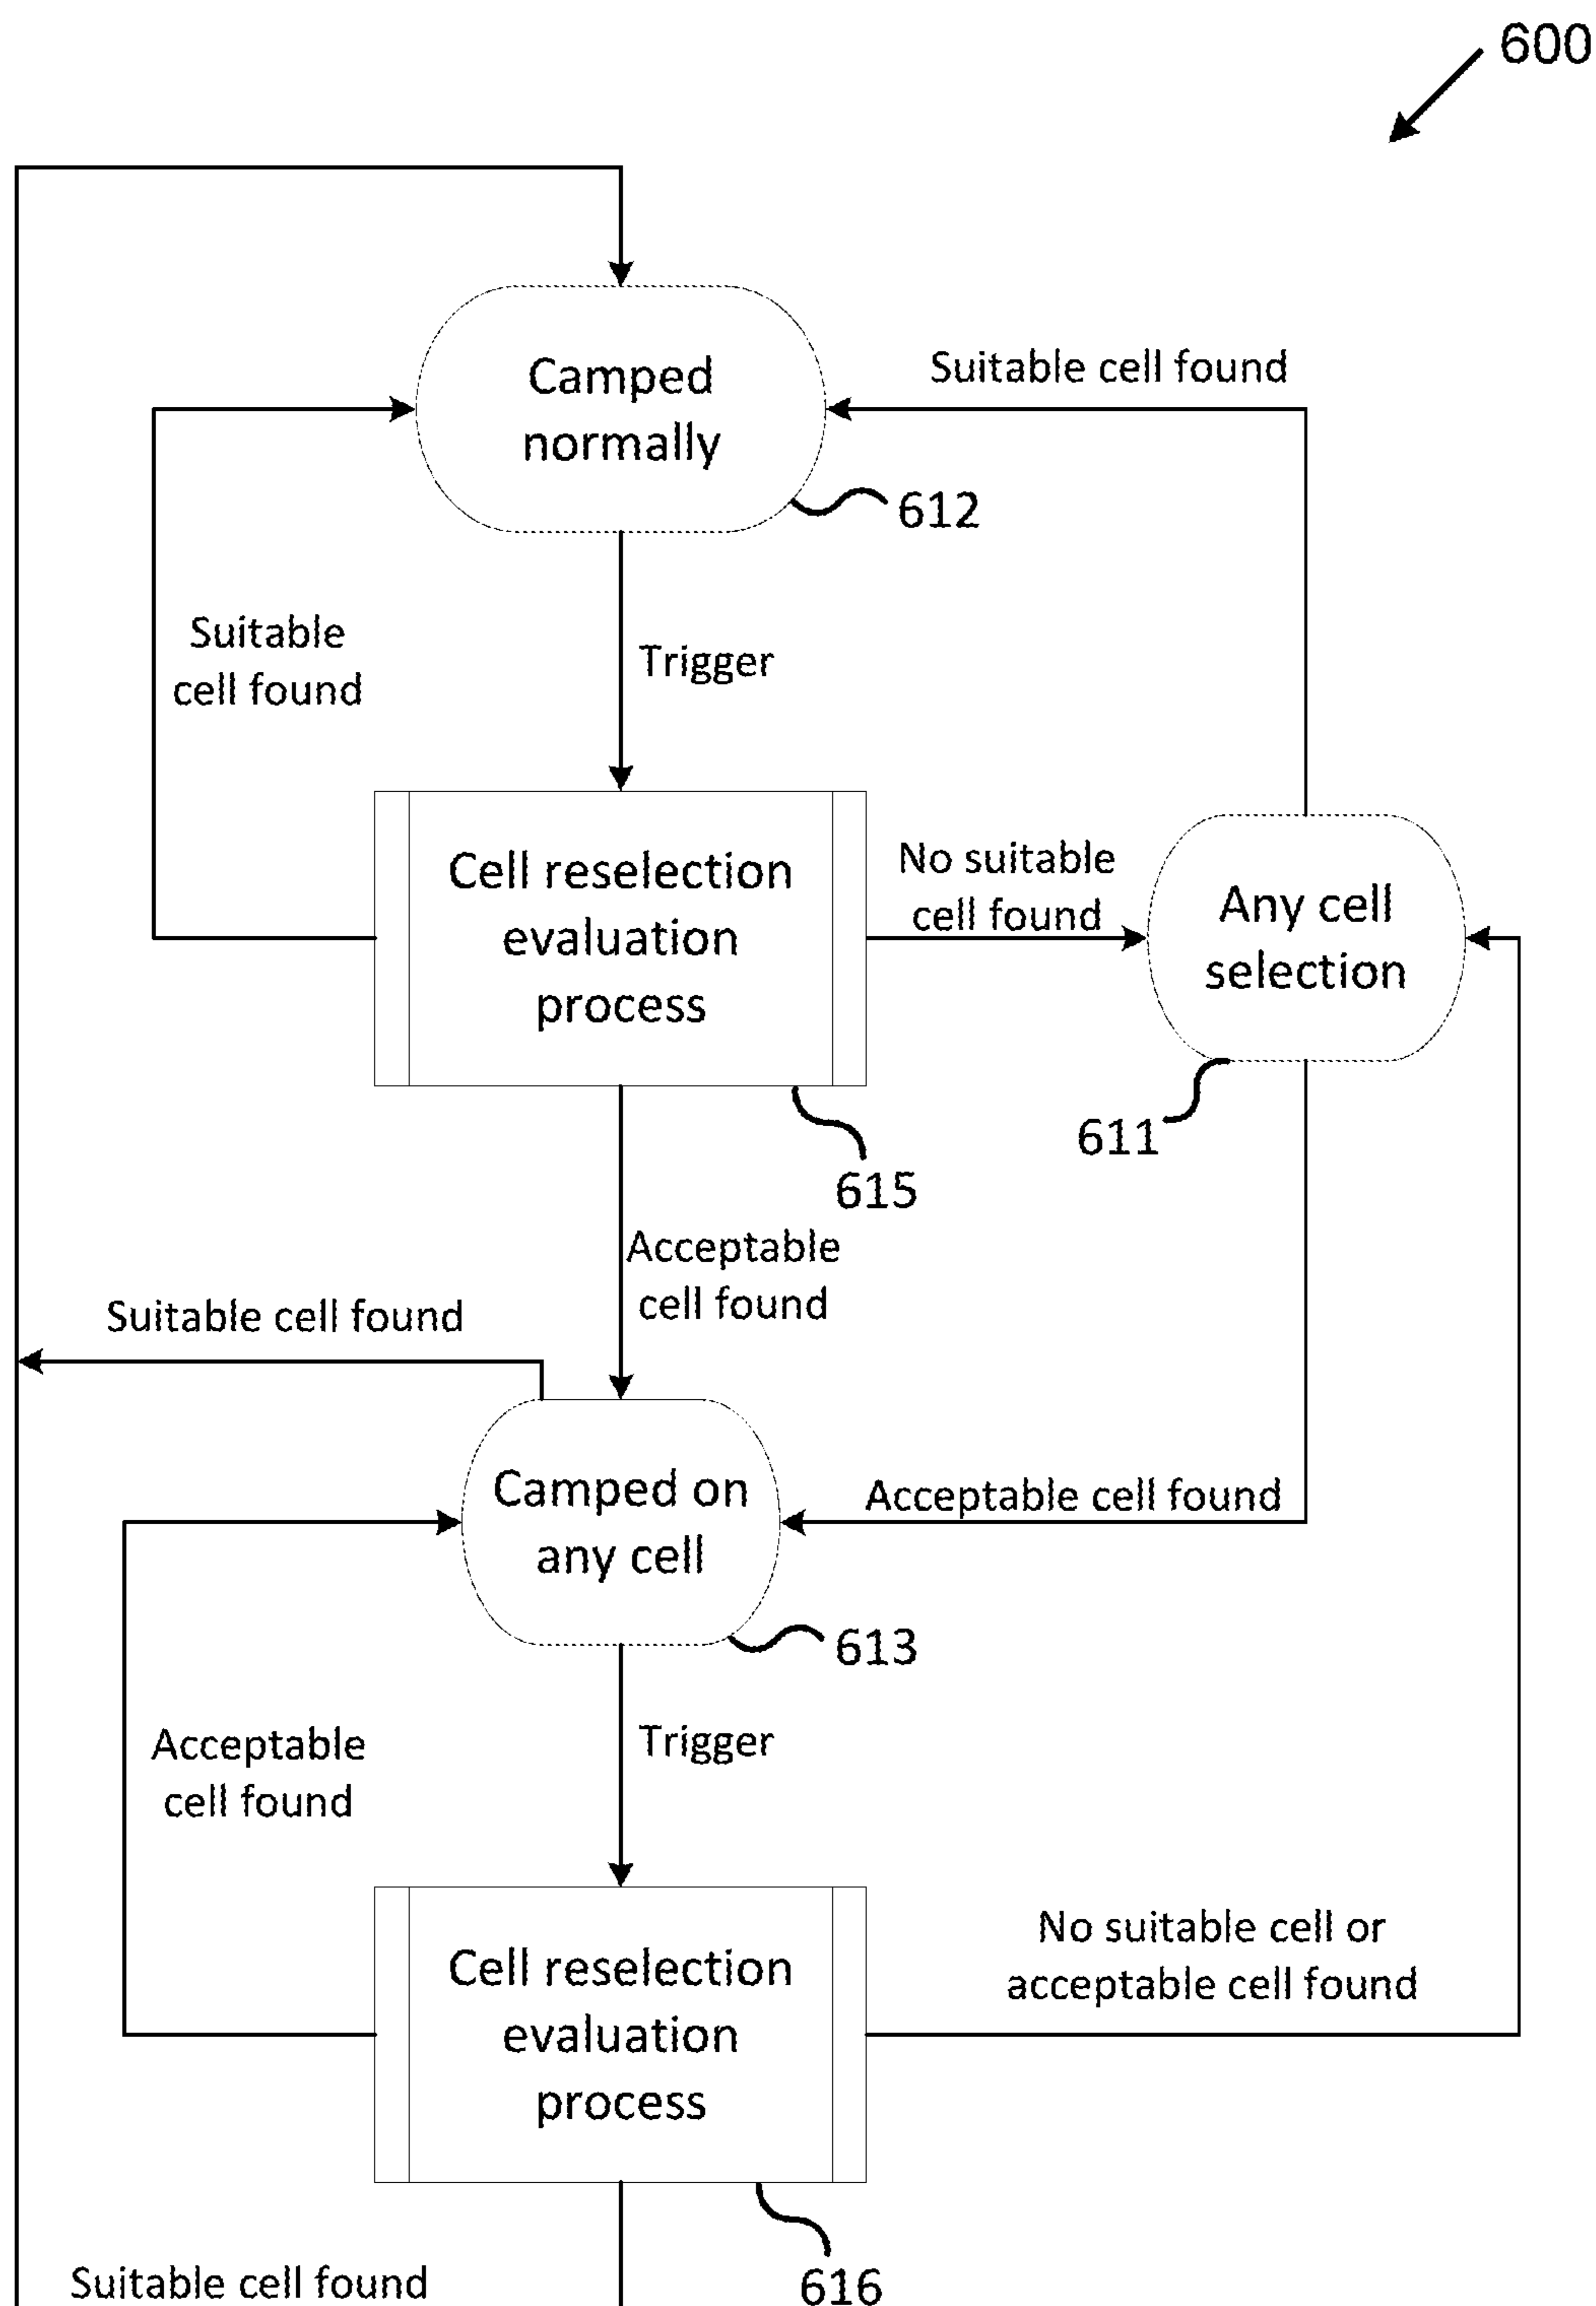 600
Camped
normally
Suitable cell found
612
Suitable
cell found
Trigger
Cell reselection
evaluation
process
No suitable
cell found
Any cell
selection
611
615
Acceptable
cell found
Suitable cell found
Camped on
any cell
Acceptable cell found
613
Acceptable
cell found
Trigger
Cell reselection
evaluation
process
No suitable cell or
acceptable cell found
Suitable cell found
616